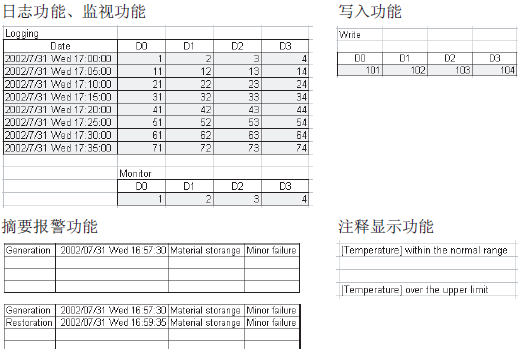 日志功能、监视功能
Logging
Date D0 D1 D2 D3
2002/7/31 Wed 17:00:00 1 2 3 4
2002/7/31 Wed 17:05:00 11 12 13 14
2002/7/31 Wed 17:10:00 21 22 23 24
2002/7/31 Wed 17:15:00 31 32 33 34
2002/7/31 Wed 17:20:00 41 42 43 44
2002/7/31 Wed 17:25:00 51 52 53 54
2002/7/31 Wed 17:30:00 61 62 63 64
2002/7/31 Wed 17:35:00 71 72 73 74
Monitor
D0 D1 D2 D3
1 2 3 4
写入功能
Write
D0 D1 D2 D3
101 102 103 104
摘要报警功能
Generation 2002/07/31 Wed 16:57:30 Material storange Minor failure
Generation 2002/07/31 Wed 16:57:30 Material storange Minor failure
Restoration 2002/07/31 Wed 16:59:35 Material storange Minor failure
注释显示功能
[Temperature] within the normal range
[Temperature] over the upper limit